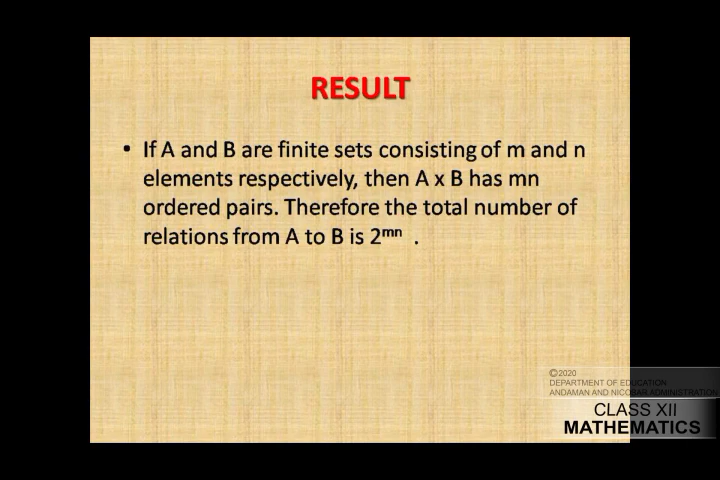 RESULT
• If A and B are finite sets consisting of m and n
elements respectively, then A x B has mn
ordered pairs. Therefore the total number of
relations from A to B is 2ᵐⁿ .
©2020
DEPARTMENT OF EDUCATION
ANDAMAN AND NICOBAR ADMINISTRATION
CLASS XII
MATHEMATICS